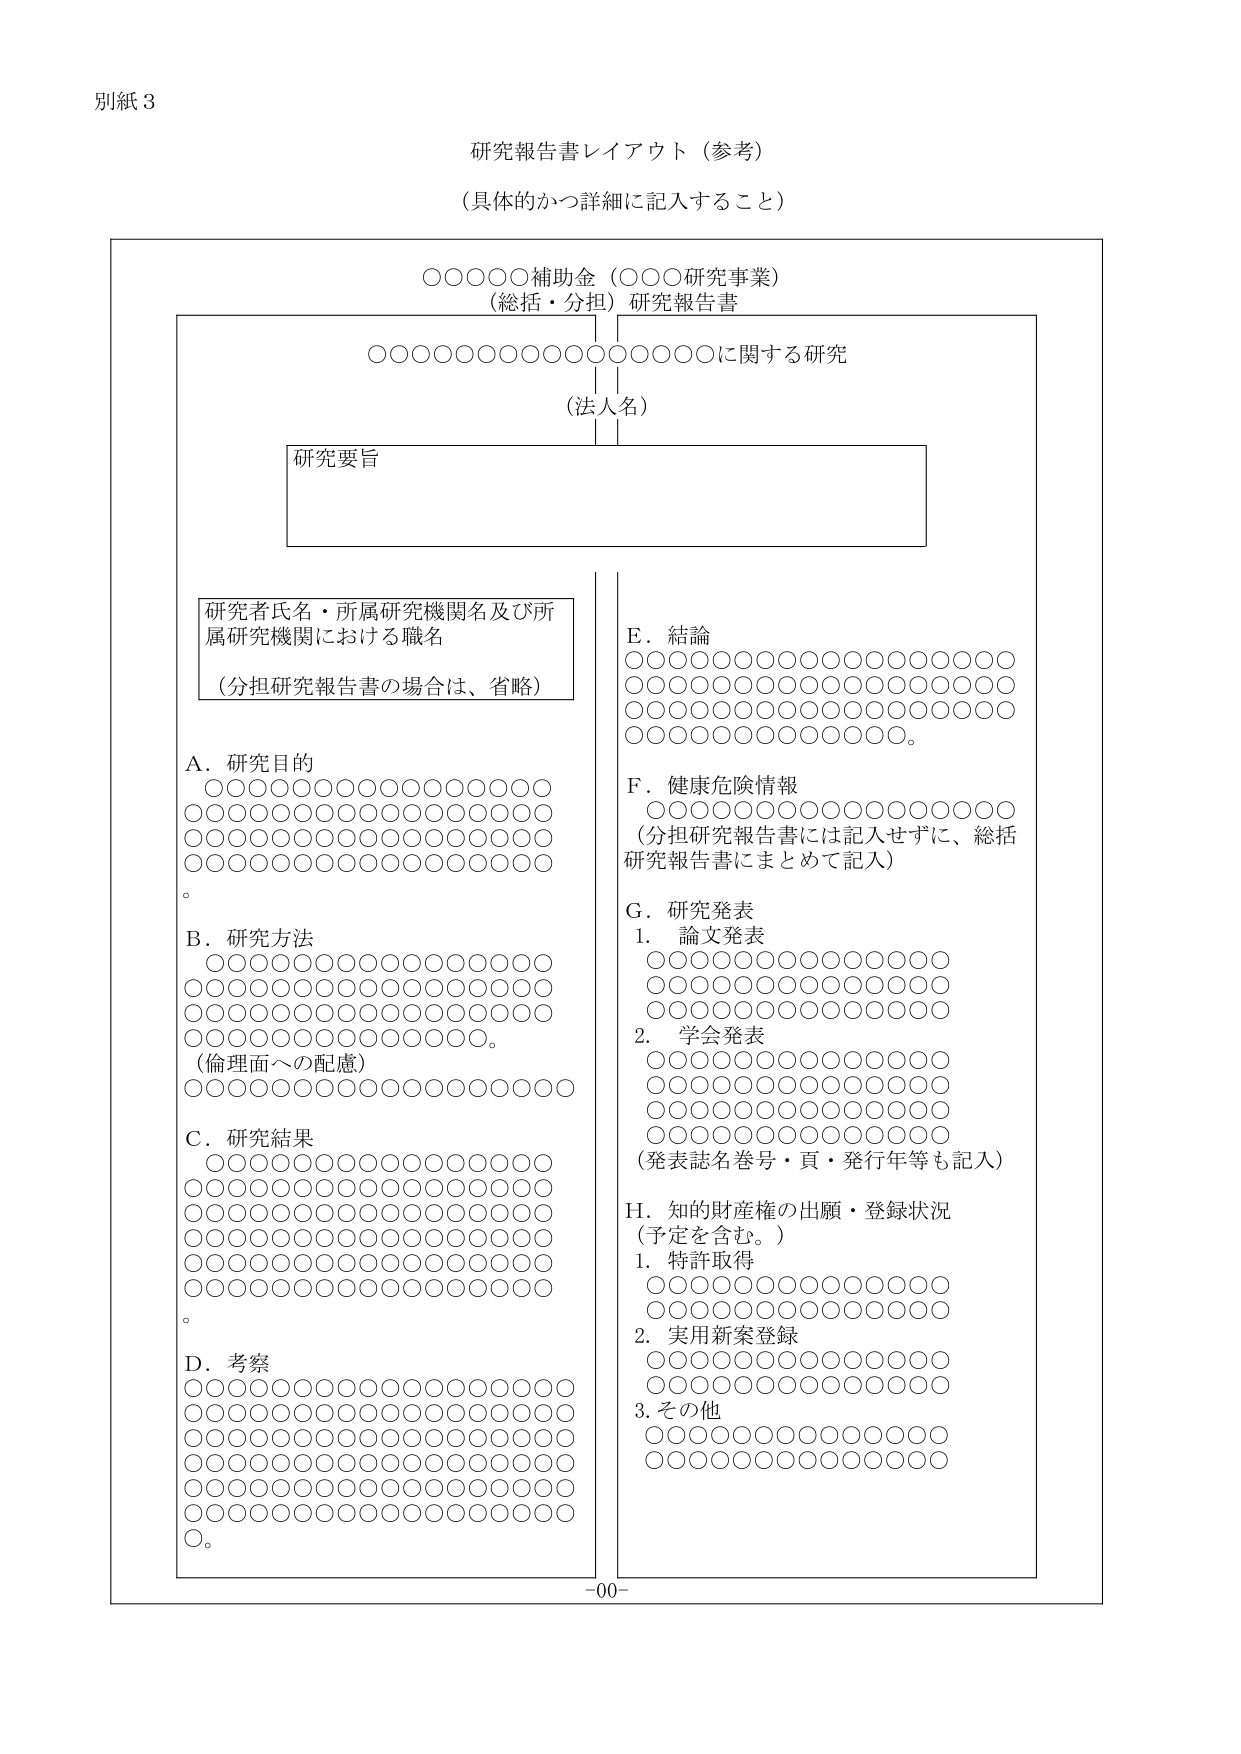 別紙３
研究報告書レイアウト（参考）
（具体的かつ詳細に記入すること）
○○○○○補助金（○○○研究事業）
（総括・分担）研究報告書
○○○○○○○○○○○○○○○○に関する研究
（法人名）
研究要旨
研究者氏名・所属研究機関名及び所
属研究機関における職名
（分担研究報告書の場合は、省略）
Ａ．研究目的
○○○○○○○○○○○○○○○○
○○○○○○○○○○○○○○○○○
○○○○○○○○○○○○○○○○○
○○○○○○○○○○○○○○○○○
。
Ｂ．研究方法
○○○○○○○○○○○○○○○○
○○○○○○○○○○○○○○○○○
○○○○○○○○○○○○○○○○○
○○○○○○○○○○○○○○。
（倫理面への配慮）
○○○○○○○○○○○○○○○○○○
Ｃ．研究結果
○○○○○○○○○○○○○○○○
○○○○○○○○○○○○○○○○○
○○○○○○○○○○○○○○○○○
○○○○○○○○○○○○○○○○○
○○○○○○○○○○○○○○○○○
○○○○○○○○○○○○○○○○○
。
Ｄ．考察
○○○○○○○○○○○○○○○○○○
○○○○○○○○○○○○○○○○○○
○○○○○○○○○○○○○○○○○○
○○○○○○○○○○○○○○○○○○
○○○○○○○○○○○○○○○○○○
○○○○○○○○○○○○○○○○○○
○。
Ｅ．結論
○○○○○○○○○○○○○○○○○○
○○○○○○○○○○○○○○○○○○
○○○○○○○○○○○○○○○○○○
○○○○○○○○○○○○○。
Ｆ．健康危険情報
○○○○○○○○○○○○○○○○○
（分担研究報告書には記入せずに、総括
研究報告書にまとめて記入）
Ｇ．研究発表
1.　論文発表
○○○○○○○○○○○○○○
○○○○○○○○○○○○○○
○○○○○○○○○○○○○○
2.　学会発表
○○○○○○○○○○○○○○
○○○○○○○○○○○○○○
○○○○○○○○○○○○○○
○○○○○○○○○○○○○○
（発表誌名巻号・頁・発行年等も記入）
Ｈ．知的財産権の出願・登録状況
（予定を含む。）
1. 特許取得
○○○○○○○○○○○○○○
○○○○○○○○○○○○○○
2. 実用新案登録
○○○○○○○○○○○○○○
○○○○○○○○○○○○○○
3.その他
○○○○○○○○○○○○○○
○○○○○○○○○○○○○○
-00-